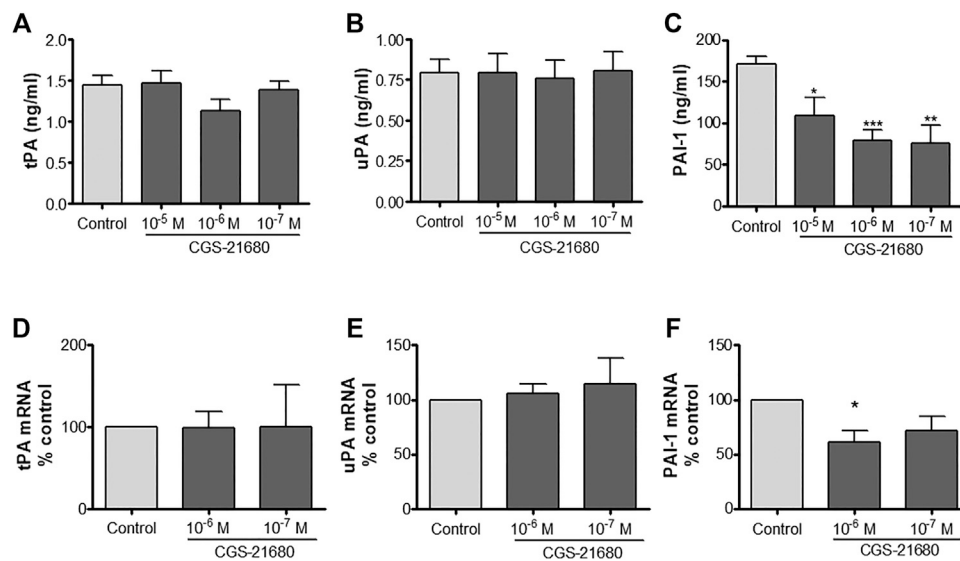 A
tPA (ng/ml)
2.0
1.5
1.0
0.5
0.0
Control
10-5 M
10-6 M
10-7 M
CGS-21680
B
uPA (ng/ml)
1.00
0.75
0.50
0.25
0.00
Control
10-5 M
10-6 M
10-7 M
CGS-21680
C
PAI-1 (ng/ml)
200
150
100
50
0
*
***
**
Control
10-5 M
10-6 M
10-7 M
CGS-21680
D
tPA mRNA
% control
200
100
0
Control
10-6 M
10-7 M
CGS-21680
E
uPA mRNA
% control
150
100
50
0
Control
10-6 M
10-7 M
CGS-21680
F
PAI-1 mRNA
% control
150
100
50
0
*
Control
10-6 M
10-7 M
CGS-21680